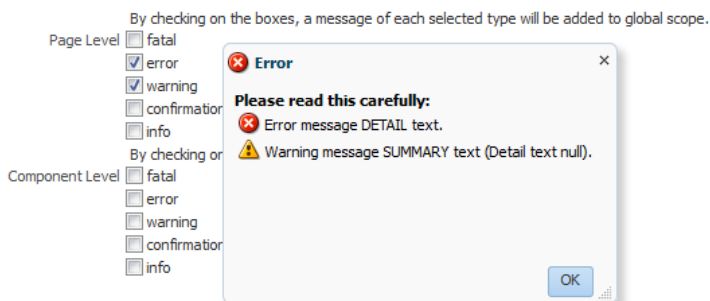 By checking on the boxes, a message of each selected type will be added to global scope.
Page Level fatal
error
warning
confirmation
info
By checking or
Component Level fatal
error
warning
confirmation
info
Error
Please read this carefully:
Error message DETAIL text.
Warning message SUMMARY text (Detail text null).
OK